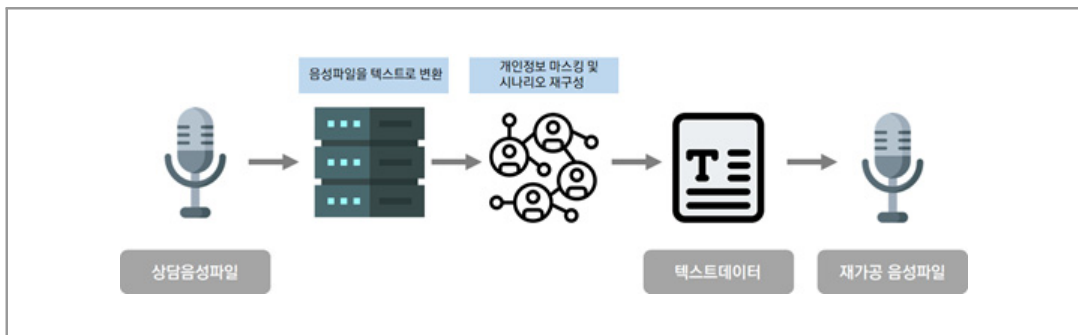 음성파일을 텍스트로 변환
개인정보 마스킹 및
시나리오 재구성
T
상담음성파일
텍스트데이터
재가공 음성파일